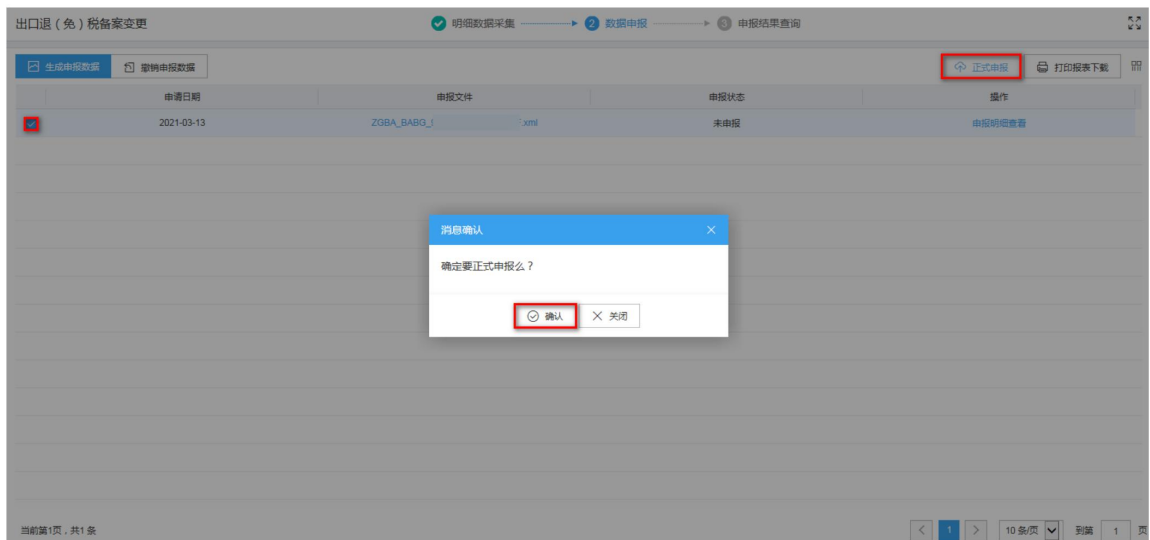 出口退（免）税备案变更
明细数据采集
2 数据申报
3 申报结果查询
生成申报数据
撤销申报数据
正式申报
打印报表下载
申请日期 申报文件 申报状态 操作
2021-03-13 ZGBA_BABG_ .xml 未申报 申报明细查看
消息确认
确定要正式申报么？
确认 关闭
当前第1页，共1条
1 10条/页 到第 1 页